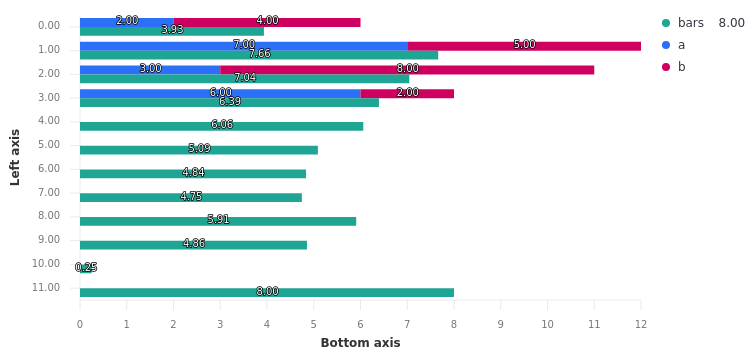 0.00 2.00 4.00 3.93
1.00 7.00 5.00 7.66
2.00 3.00 8.00 7.04
3.00 6.00 2.00 6.39
4.00 6.06
5.00 5.09
6.00 4.84
7.00 4.75
8.00 5.91
9.00 4.86
10.00 0.25
11.00 8.00
0 1 2 3 4 5 6 7 8 9 10 11 12
Bottom axis
Left axis
bars 8.00
a
b